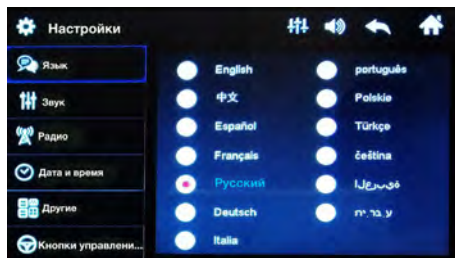 Настройки
Язык
Звук
Радио
Дата и время
Другие
Кнопки управлени...
English
中文
Español
Français
Русский
Deutsch
Italia
português
Polskie
Türkçe
čeština